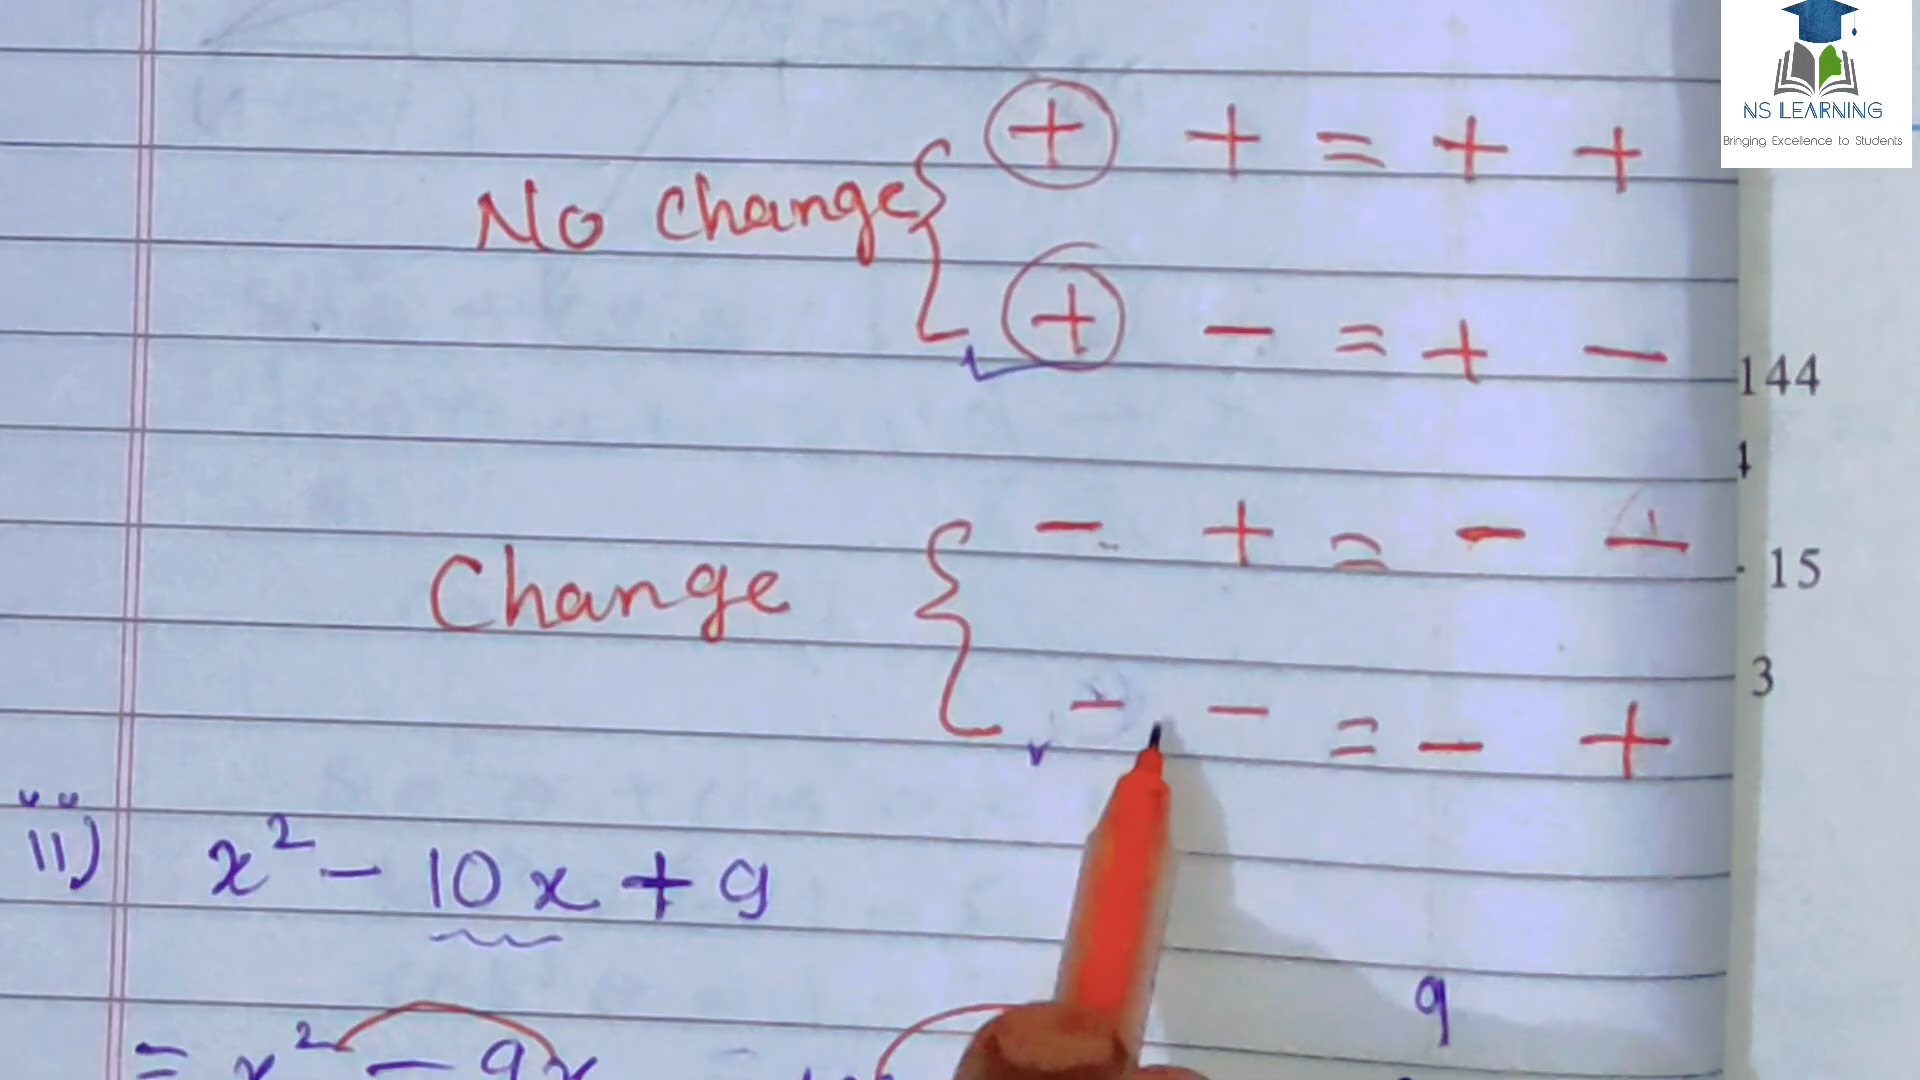 NS LEARNING
Bringing Excellence to Students
No Change { + + = + +
+ - = + -
144
Change { - + = - -
15
- - = - +
3
ii) x² - 10x + 9
9
= x² - 9x